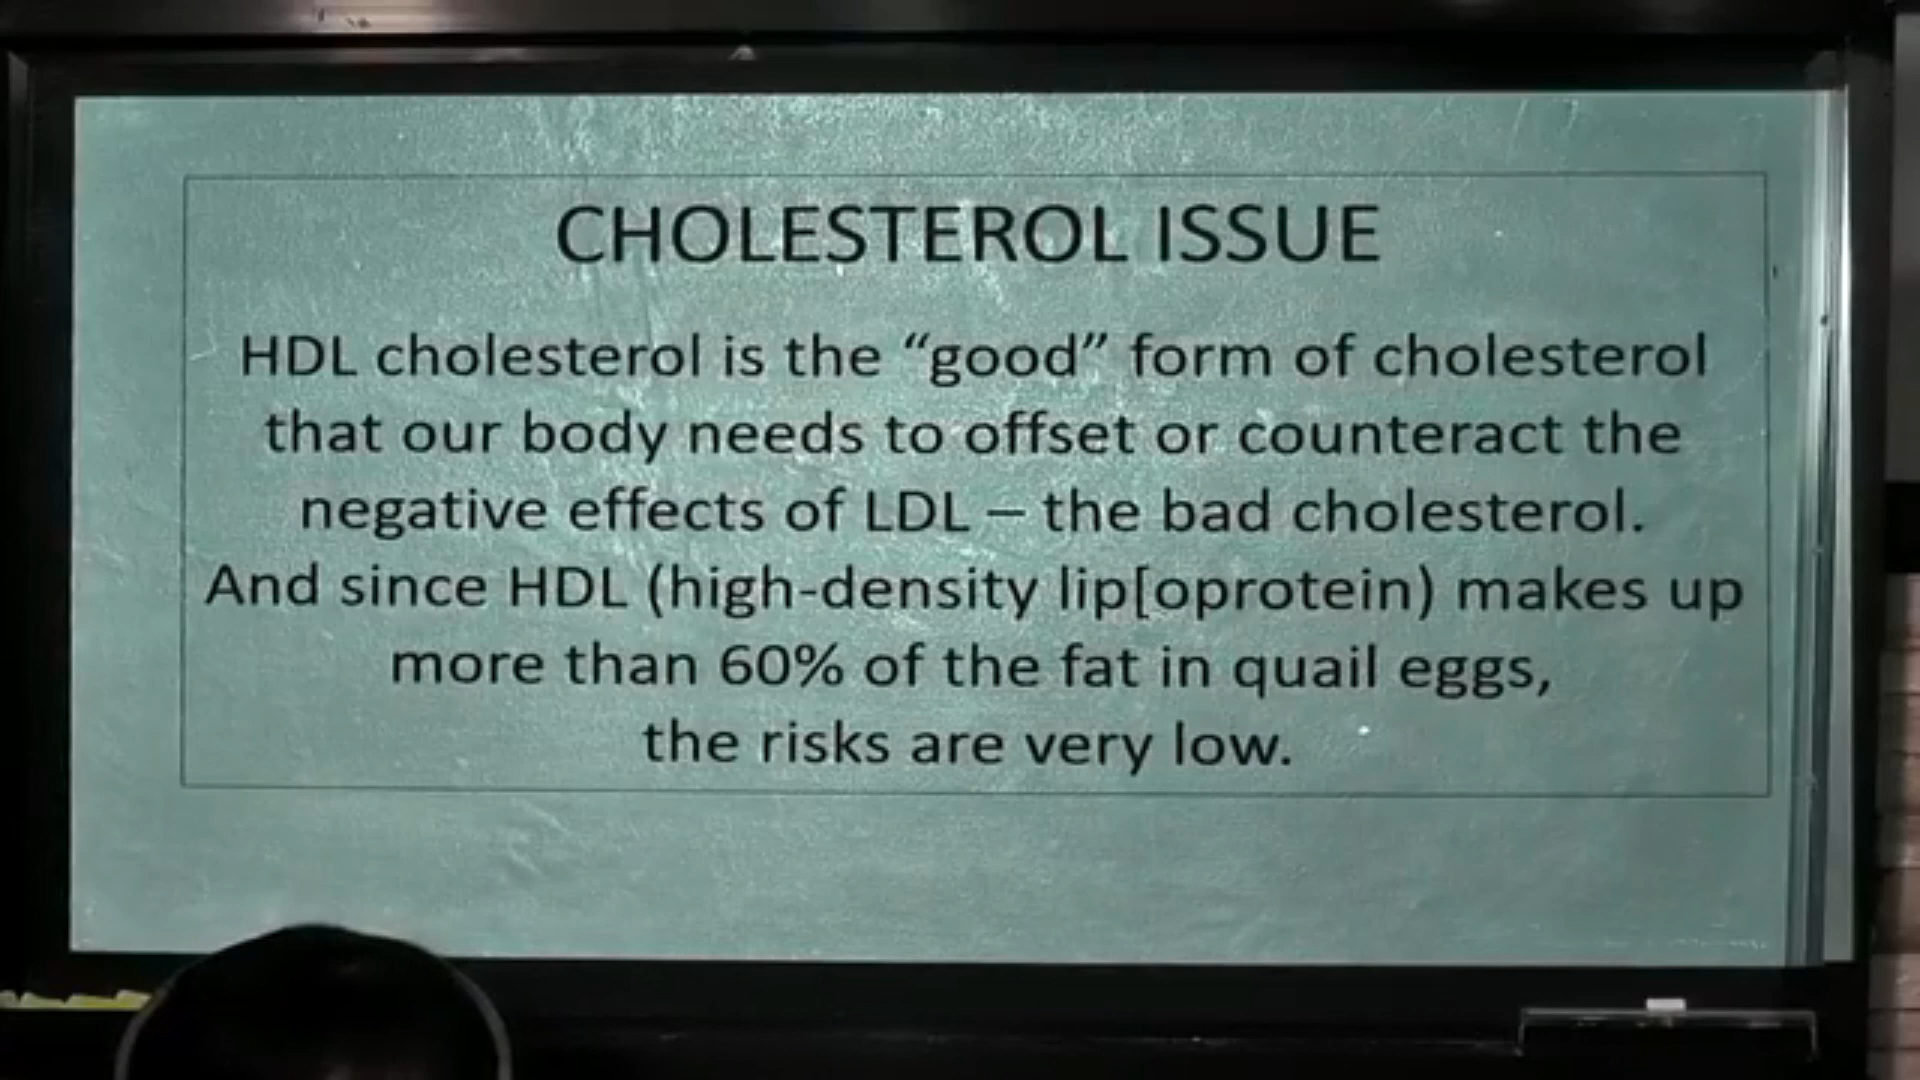 CHOLESTEROL ISSUE
HDL cholesterol is the “good” form of cholesterol
that our body needs to offset or counteract the
negative effects of LDL – the bad cholesterol.
And since HDL (high-density lip[oprotein) makes up
more than 60% of the fat in quail eggs,
the risks are very low.